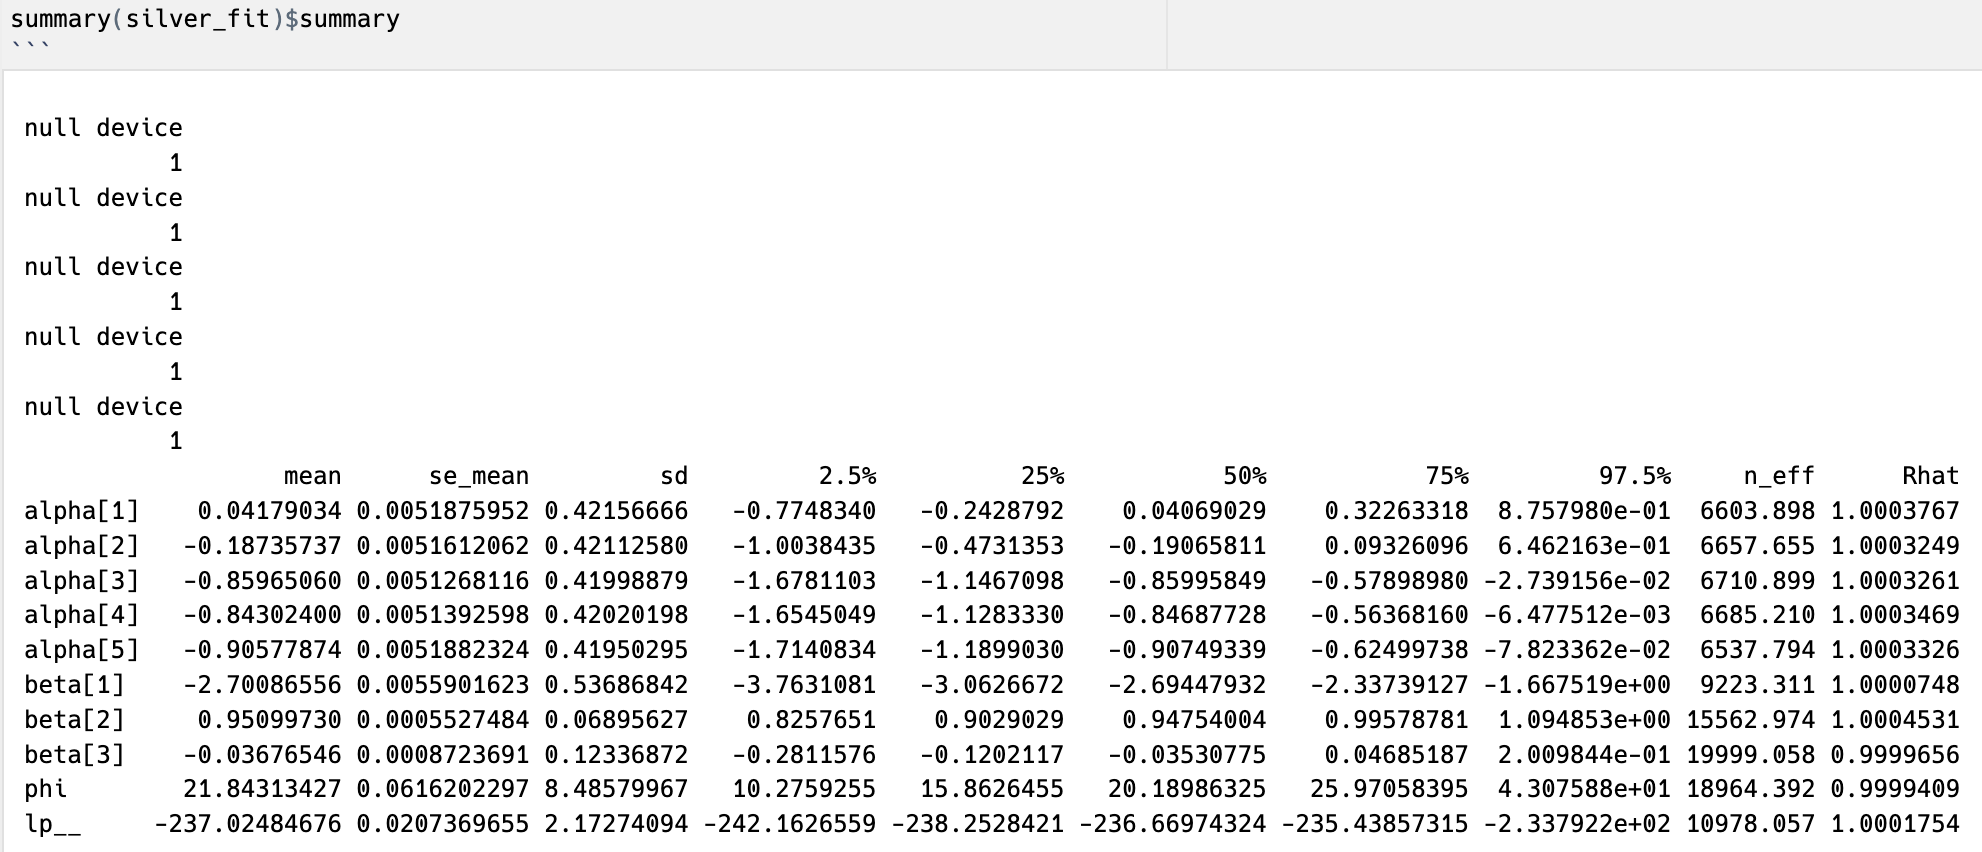 summary(silver_fit)$summary
```
null device
1
null device
1
null device
1
null device
1
null device
1
mean se_mean sd 2.5% 25% 50% 75% 97.5% n_eff Rhat
alpha[1] 0.04179034 0.0051875952 0.42156666 -0.7748340 -0.2428792 0.04069029 0.32263318 8.757980e-01 6603.898 1.0003767
alpha[2] -0.18735737 0.0051612062 0.42112580 -1.0038435 -0.4731353 -0.19065811 0.09326096 6.462163e-01 6657.655 1.0003249
alpha[3] -0.85965060 0.0051268116 0.41998879 -1.6781103 -1.1467098 -0.85995849 -0.57898980 -2.739156e-02 6710.899 1.0003261
alpha[4] -0.84302400 0.0051392598 0.42020198 -1.6545049 -1.1283330 -0.84687728 -0.56368160 -6.477512e-03 6685.210 1.0003469
alpha[5] -0.90577874 0.0051882324 0.41950295 -1.7140834 -1.1899030 -0.90749339 -0.62499738 -7.823362e-02 6537.794 1.0003326
beta[1] -2.70086556 0.0055901623 0.53686842 -3.7631081 -3.0626672 -2.69447932 -2.33739127 -1.667519e+00 9223.311 1.0000748
beta[2] 0.95099730 0.0005527484 0.06895627 0.8257651 0.9029029 0.94754004 0.99578781 1.094853e+00 15562.974 1.0004531
beta[3] -0.03676546 0.0008723691 0.12336872 -0.2811576 -0.1202117 -0.03530775 0.04685187 2.009844e-01 19999.058 0.9999656
phi 21.84313427 0.0616202297 8.48579967 10.2759255 15.8626455 20.18986325 25.97058395 4.307588e+01 18964.392 0.9999409
lp__ -237.02484676 0.0207369655 2.17274094 -242.1626559 -238.2528421 -236.66974324 -235.43857315 -2.337922e+02 10978.057 1.0001754